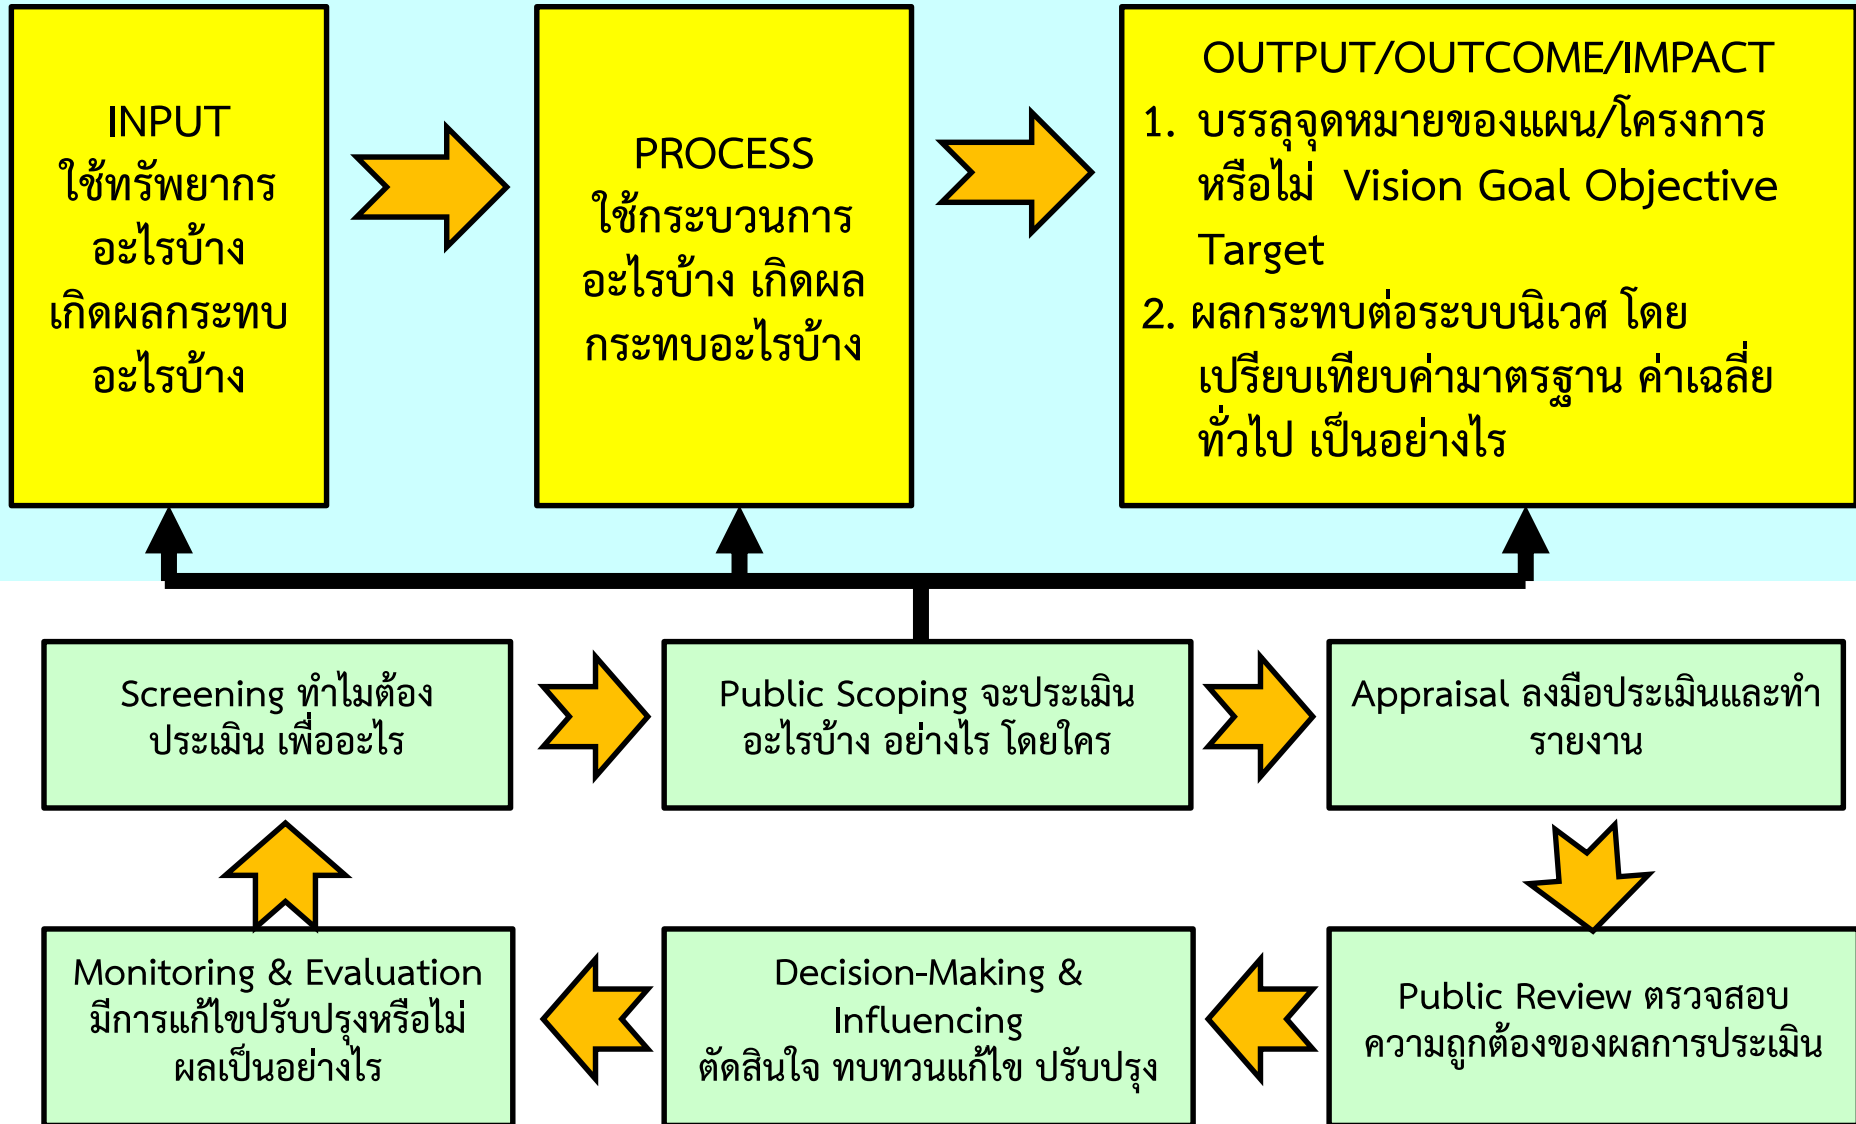 INPUT
ใช้ทรัพยากร
อะไรบ้าง
เกิดผลกระทบ
อะไรบ้าง
PROCESS
ใช้กระบวนการ
อะไรบ้าง เกิดผล
กระทบอะไรบ้าง
OUTPUT/OUTCOME/IMPACT
1. บรรลุจุดหมายของแผน/โครงการ
หรือไม่ Vision Goal Objective
Target
2. ผลกระทบต่อระบบนิเวศ โดย
เปรียบเทียบค่ามาตรฐาน ค่าเฉลี่ย
ทั่วไป เป็นอย่างไร
Screening ทำไมต้อง
ประเมิน เพื่ออะไร
Public Scoping จะประเมิน
อะไรบ้าง อย่างไร โดยใคร
Appraisal ลงมือประเมินและทำ
รายงาน
Monitoring & Evaluation
มีการแก้ไขปรับปรุงหรือไม่
ผลเป็นอย่างไร
Decision-Making &
Influencing
ตัดสินใจ ทบทวนแก้ไข ปรับปรุง
Public Review ตรวจสอบ
ความถูกต้องของผลการประเมิน